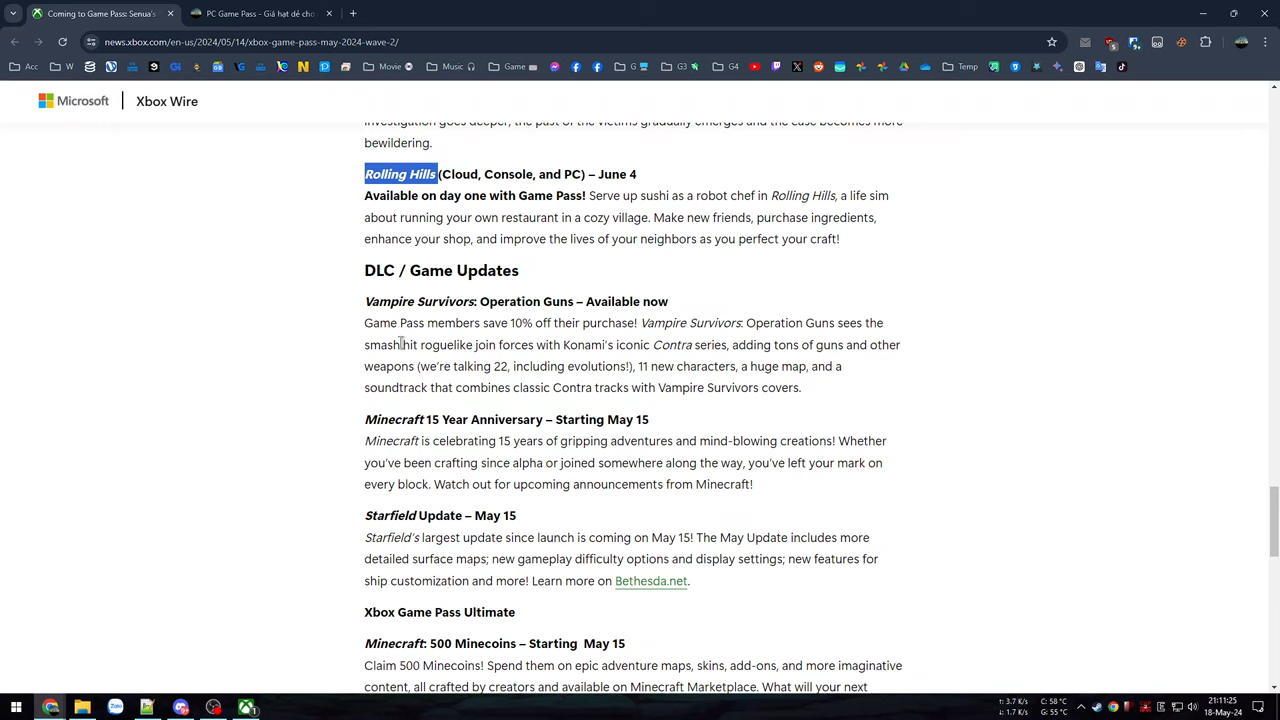 Coming to Game Pass: Senua's
PC Game Pass - Giá hạt dẻ cho
news.xbox.com/en-us/2024/05/14/xbox-game-pass-may-2024-wave-2/
Acc
W
Movie
Music
Game
G
G3
G4
Temp
Microsoft
Xbox Wire
investigation goes deeper, the past of the victims gradually emerges and the case becomes more
bewildering.
Rolling Hills (Cloud, Console, and PC) – June 4
Available on day one with Game Pass! Serve up sushi as a robot chef in Rolling Hills, a life sim
about running your own restaurant in a cozy village. Make new friends, purchase ingredients,
enhance your shop, and improve the lives of your neighbors as you perfect your craft!
DLC / Game Updates
Vampire Survivors: Operation Guns – Available now
Game Pass members save 10% off their purchase! Vampire Survivors: Operation Guns sees the
smash hit roguelike join forces with Konami's iconic Contra series, adding tons of guns and other
weapons (we're talking 22, including evolutions!), 11 new characters, a huge map, and a
soundtrack that combines classic Contra tracks with Vampire Survivors covers.
Minecraft 15 Year Anniversary – Starting May 15
Minecraft is celebrating 15 years of gripping adventures and mind-blowing creations! Whether
you've been crafting since alpha or joined somewhere along the way, you've left your mark on
every block. Watch out for upcoming announcements from Minecraft!
Starfield Update – May 15
Starfield's largest update since launch is coming on May 15! The May Update includes more
detailed surface maps; new gameplay difficulty options and display settings; new features for
ship customization and more! Learn more on Bethesda.net.
Xbox Game Pass Ultimate
Minecraft: 500 Minecoins – Starting May 15
Claim 500 Minecoins! Spend them on epic adventure maps, skins, add-ons, and more imaginative
content, all crafted by creators and available on Minecraft Marketplace. What will your next
↑: 3.7 K/s
↓: 1.7 K/s
C: 58 °C
G: 55 °C
21:11:25
18-May-24